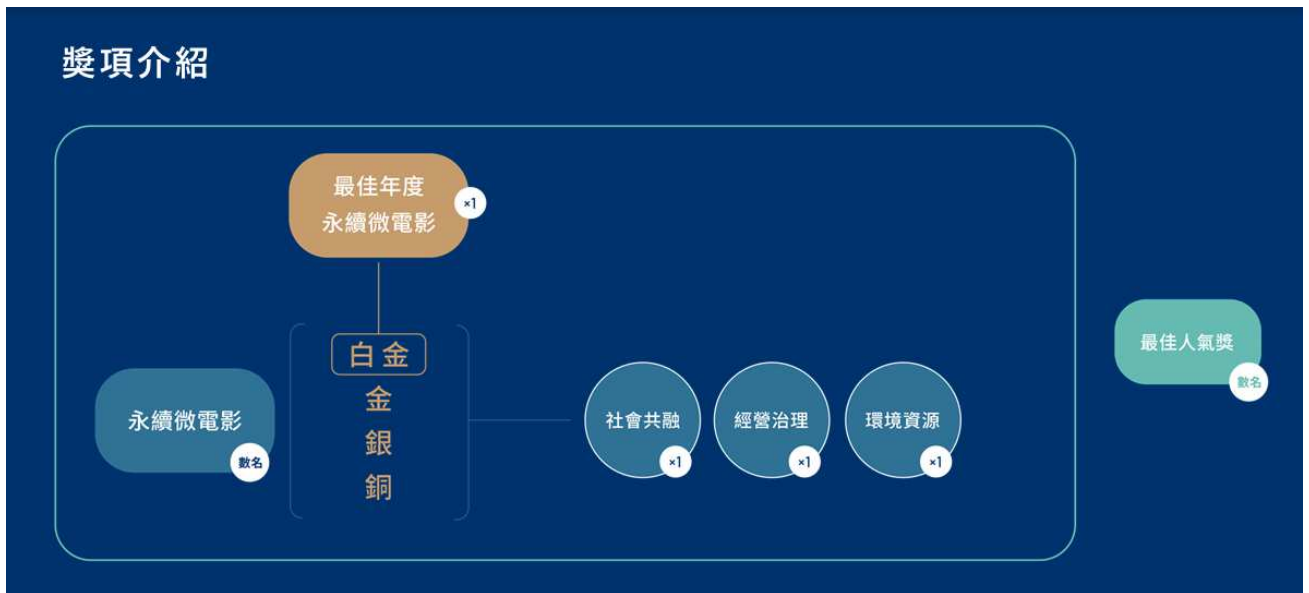 獎項介紹
最佳年度
永續微電影
×1
白金
金
銀
銅
永續微電影
數名
社會共融
×1
經營治理
×1
環境資源
×1
最佳人氣獎
數名